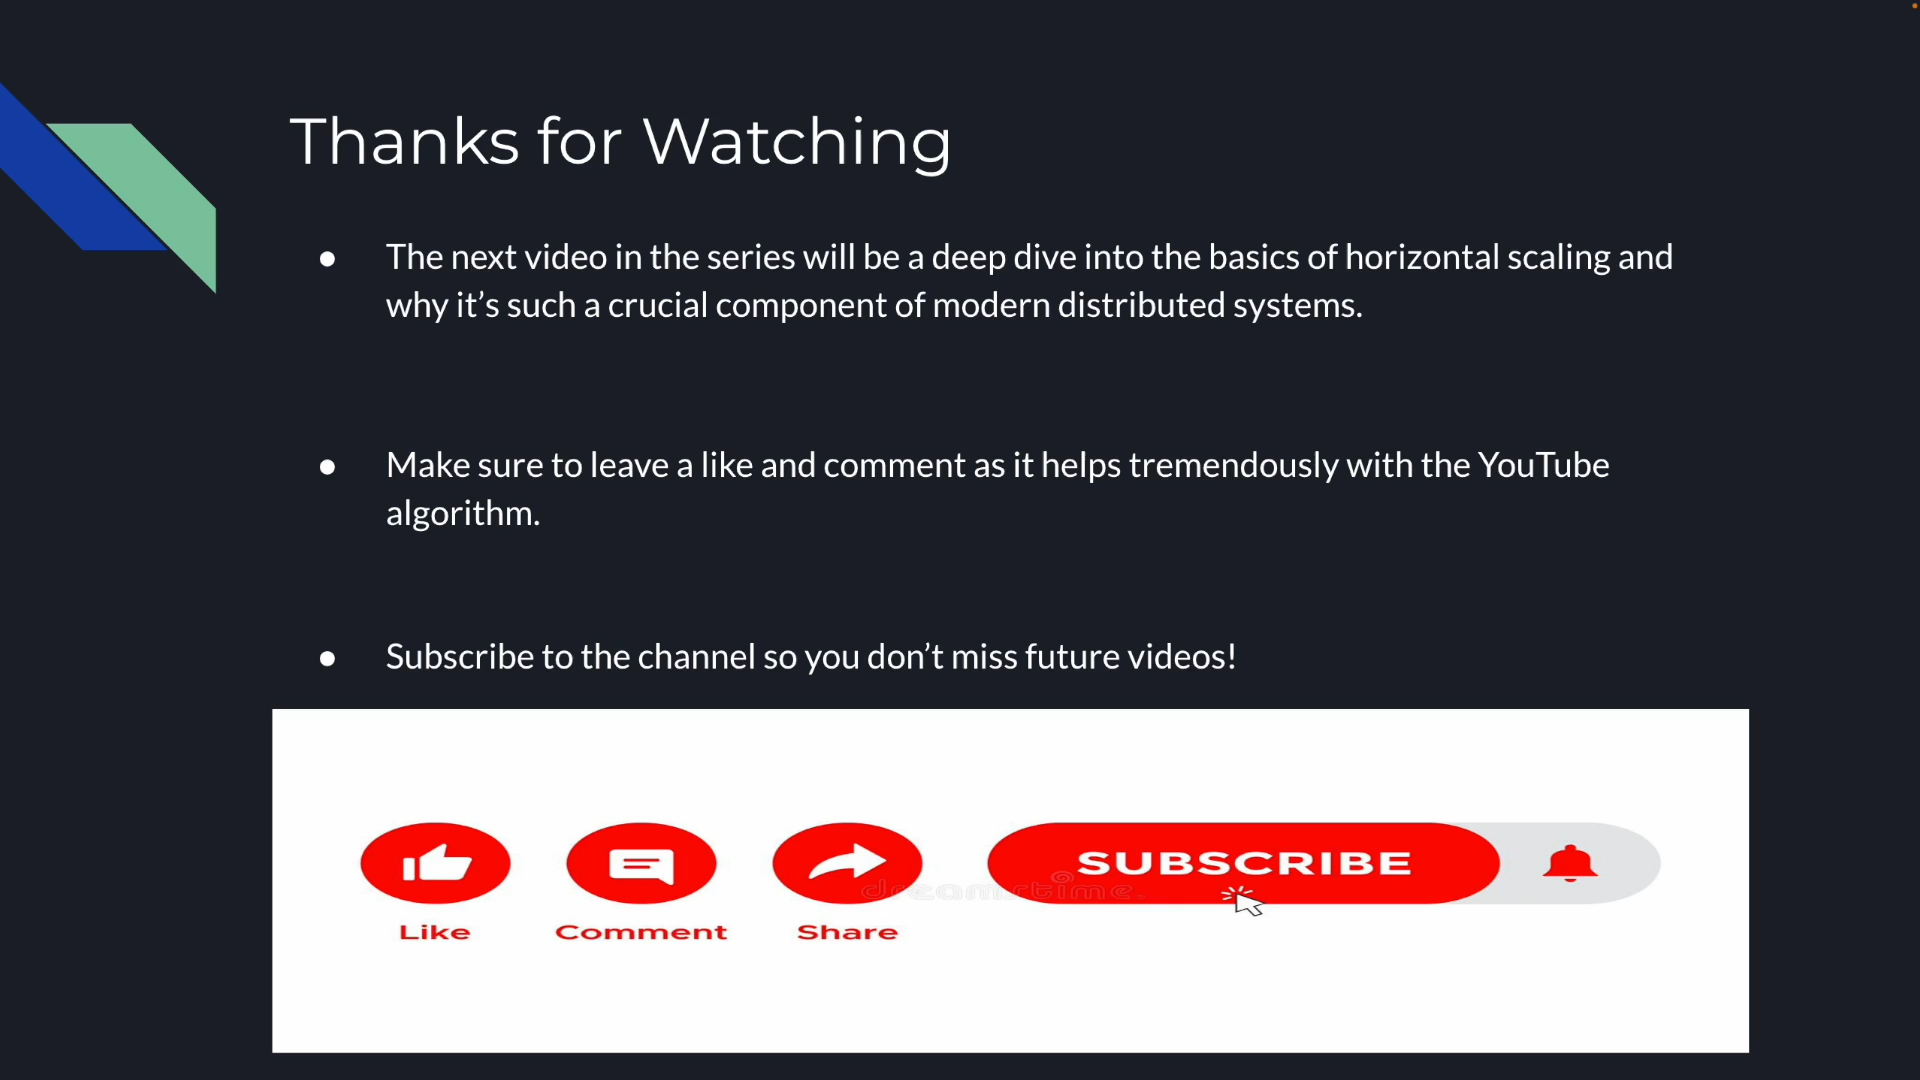 Thanks for Watching
● The next video in the series will be a deep dive into the basics of horizontal scaling and
why it’s such a crucial component of modern distributed systems.
● Make sure to leave a like and comment as it helps tremendously with the YouTube
algorithm.
● Subscribe to the channel so you don’t miss future videos!
SUBSCRIBE
dreamstime.
Like Comment Share